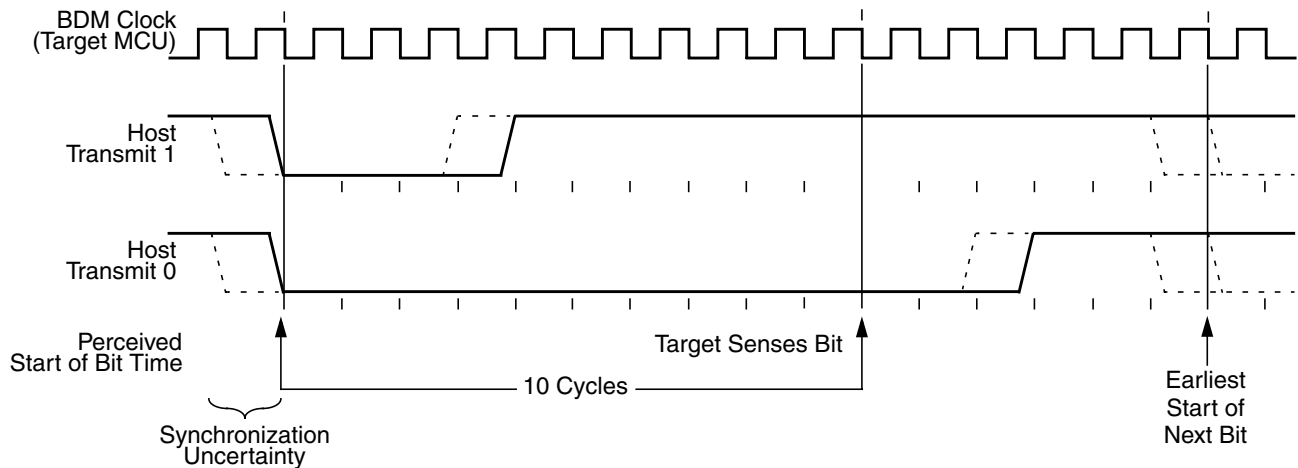 BDM Clock
(Target MCU)
Host
Transmit 1
Host
Transmit 0
Perceived
Start of Bit Time
Target Senses Bit
10 Cycles
Earliest
Start of
Next Bit
Synchronization
Uncertainty